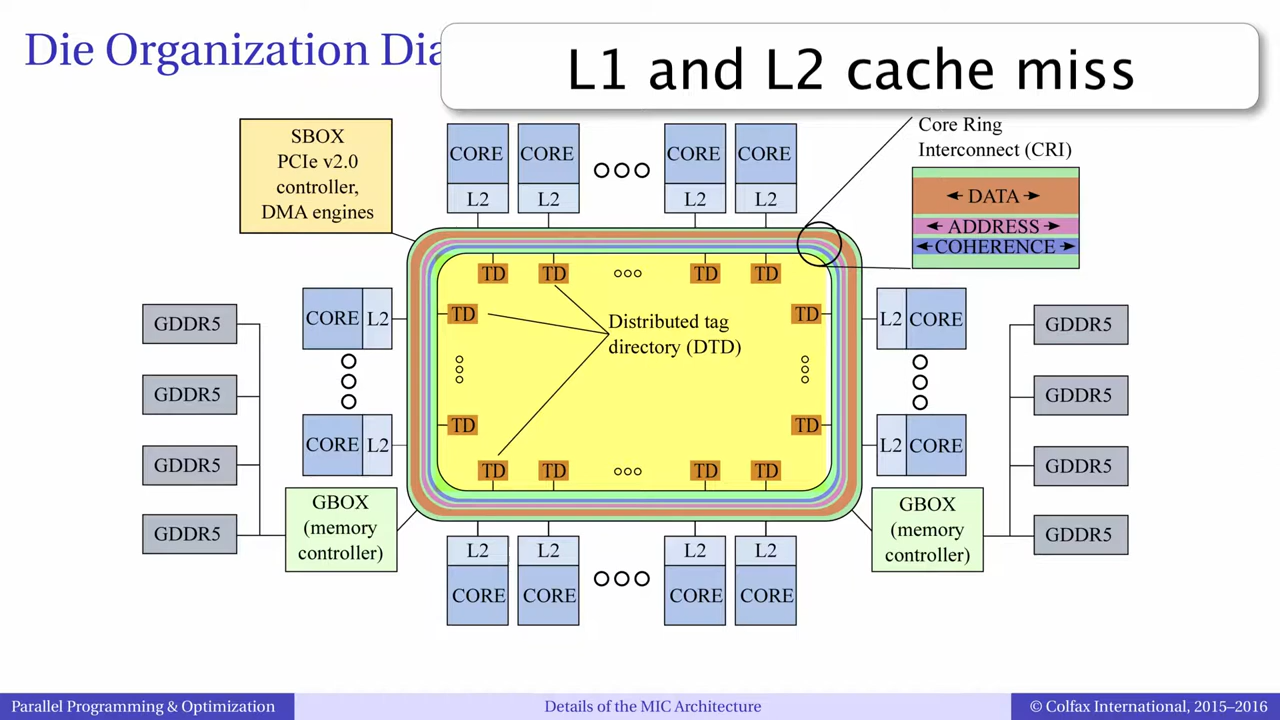 Die Organization Dia
L1 and L2 cache miss
SBOX
PCIe v2.0
controller,
DMA engines
CORE
L2
CORE
L2
CORE
L2
CORE
L2
Core Ring
Interconnect (CRI)
DATA
ADDRESS
COHERENCE
TD
TD
TD
TD
TD
TD
Distributed tag
directory (DTD)
TD
TD
TD
TD
TD
TD
GDDR5
GDDR5
GDDR5
GDDR5
CORE L2
CORE L2
GBOX
(memory
controller)
L2 CORE
L2 CORE
GBOX
(memory
controller)
GDDR5
GDDR5
GDDR5
GDDR5
L2
CORE
L2
CORE
L2
CORE
L2
CORE
Parallel Programming & Optimization
Details of the MIC Architecture
© Colfax International, 2015–2016